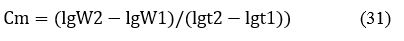 Cm = (lgW2 − lgW1)/(lgt2 − lgt1)) (31)